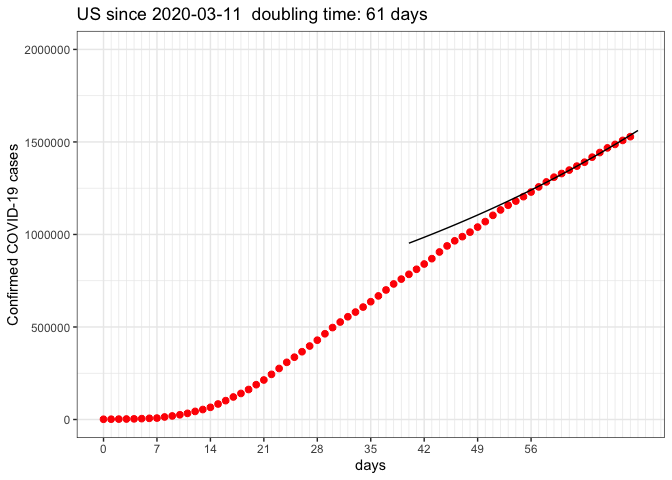 US since 2020-03-11  doubling time: 61 days
2000000
1500000
1000000
500000
0
Confirmed COVID-19 cases
0 7 14 21 28 35 42 49 56
days